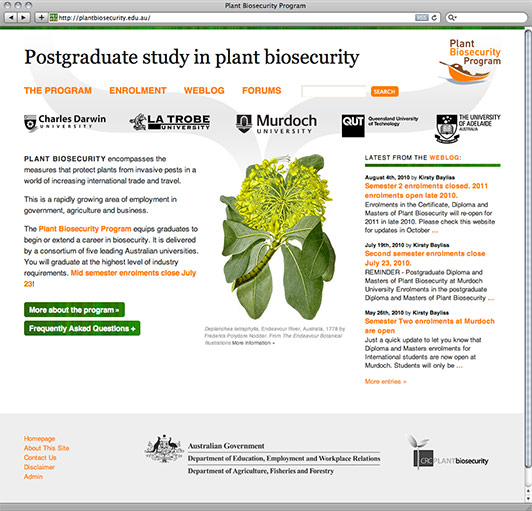 Plant Biosecurity Program
http://plantbiosecurity.edu.au/
RSS
Postgraduate study in plant biosecurity
Plant
Biosecurity
Program
THE PROGRAM ENROLMENT WEBLOG FORUMS
SEARCH
Charles Darwin
UNIVERSITY
LA TROBE
UNIVERSITY
Murdoch
UNIVERSITY
QUT
Queensland University
of Technology
THE UNIVERSITY
OF ADELAIDE
AUSTRALIA
PLANT BIOSECURITY encompasses the
measures that protect plants from invasive pests in a
world of increasing international trade and travel.
This is a rapidly growing area of employment in
government, agriculture and business.
The Plant Biosecurity Program equips graduates to
begin or extend a career in biosecurity. It is delivered
by a consortium of five leading Australian universities.
You will graduate at the highest level of industry
requirements. Mid semester enrolments close July
23!
More about the program »
Frequently Asked Questions +
Deplanchea tetraphylla, Endeavour River, Australia, 1778 by
Frederick Polydore Nodder. From The Endeavour Botanical
Illustrations More Information »
LATEST FROM THE WEBLOG:
August 4th, 2010 by Kirsty Bayliss
Semester 2 enrolments closed. 2011
enrolments open late 2010.
Enrolments in the Certificate, Diploma and
Masters of Plant Biosecurity will re-open for
2011 in late 2010. Please check this website
for updates in October ...
July 19th, 2010 by Kirsty Bayliss
Second semester enrolments close
July 23, 2010.
REMINDER - Postgraduate Diploma and
Masters of Plant Biosecurity at Murdoch
University Enrolments in the postgraduate
Diploma and Masters of Plant Biosecurity ...
May 26th, 2010 by Kirsty Bayliss
Semester Two enrolments at Murdoch
are open
Just a quick update to let you know that
Diploma and Masters enrolments for
International students are now open at
Murdoch. Students will only be ...
More entries »
Homepage
About This Site
Contact Us
Disclaimer
Admin
Australian Government
Department of Education, Employment and Workplace Relations
Department of Agriculture, Fisheries and Forestry
CRC PLANTbiosecurity